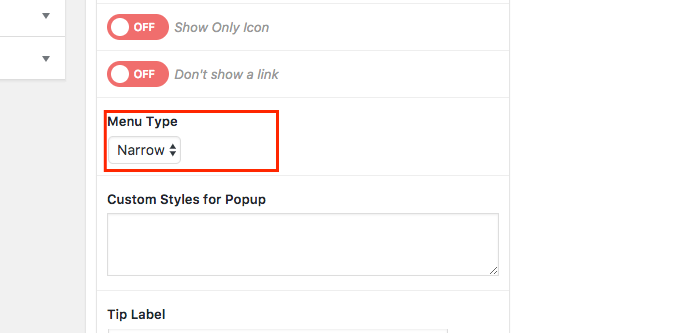 OFF Show Only Icon
OFF Don't show a link
Menu Type
Narrow
Custom Styles for Popup
Tip Label